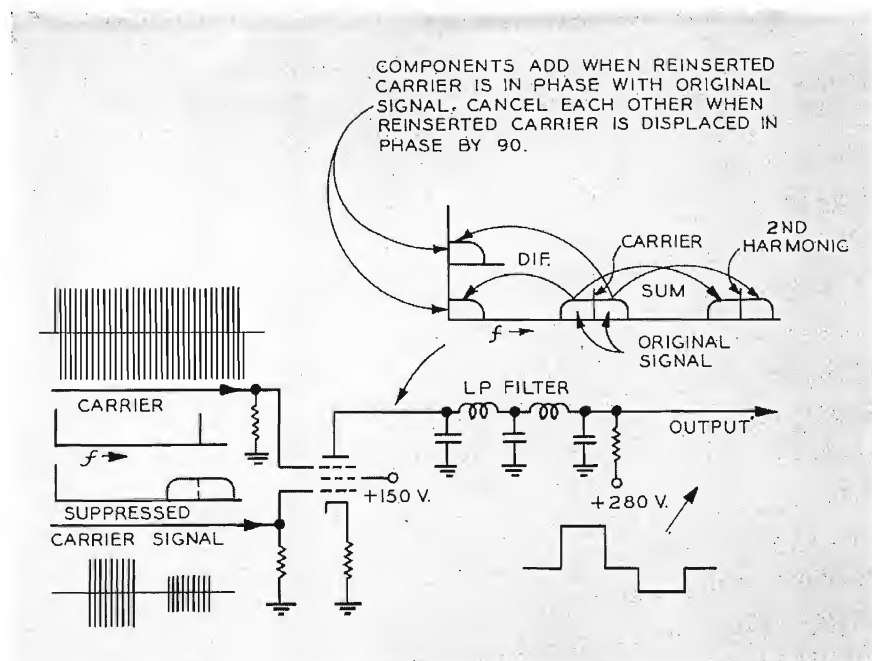 COMPONENTS ADD WHEN REINSERTED
CARRIER IS IN PHASE WITH ORIGINAL
SIGNAL. CANCEL EACH OTHER WHEN
REINSERTED CARRIER IS DISPLACED IN
PHASE BY 90.
2ND
HARMONIC
CARRIER
DIF.
SUM
f
ORIGINAL
SIGNAL
LP FILTER
CARRIER
OUTPUT
f
+150 V.
+280 V.
SUPPRESSED
CARRIER SIGNAL